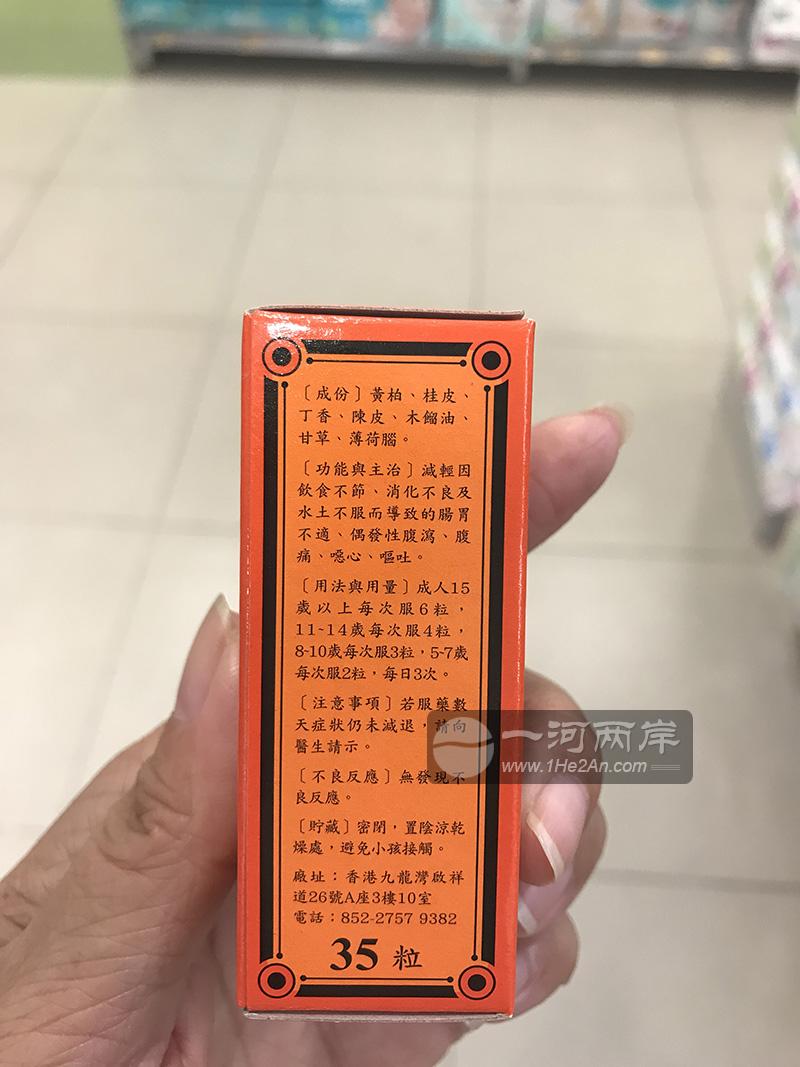 〔成份〕黃柏、桂皮、
丁香、陳皮、木餾油、
甘草、薄荷腦。
〔功能與主治〕減輕因
飲食不節、消化不良及
水土不服而導致的腸胃
不適、偶發性腹瀉、腹
痛、噁心、嘔吐。
〔用法與用量〕成人15
歲以上每次服6粒，
11-14歲每次服4粒，
8-10歲每次服3粒，5-7歲
每次服2粒，每日3次。
〔注意事項〕若服藥數
天症狀仍未減退，請向
醫生請示。
〔不良反應〕無發現不
良反應。
〔貯藏〕密閉，置陰涼乾
燥處，避免小孩接觸。
廠址：香港九龍灣啟祥
道26號A座3樓10室
電話：852-2757 9382
35 粒
一河两岸
www.1He2An.com